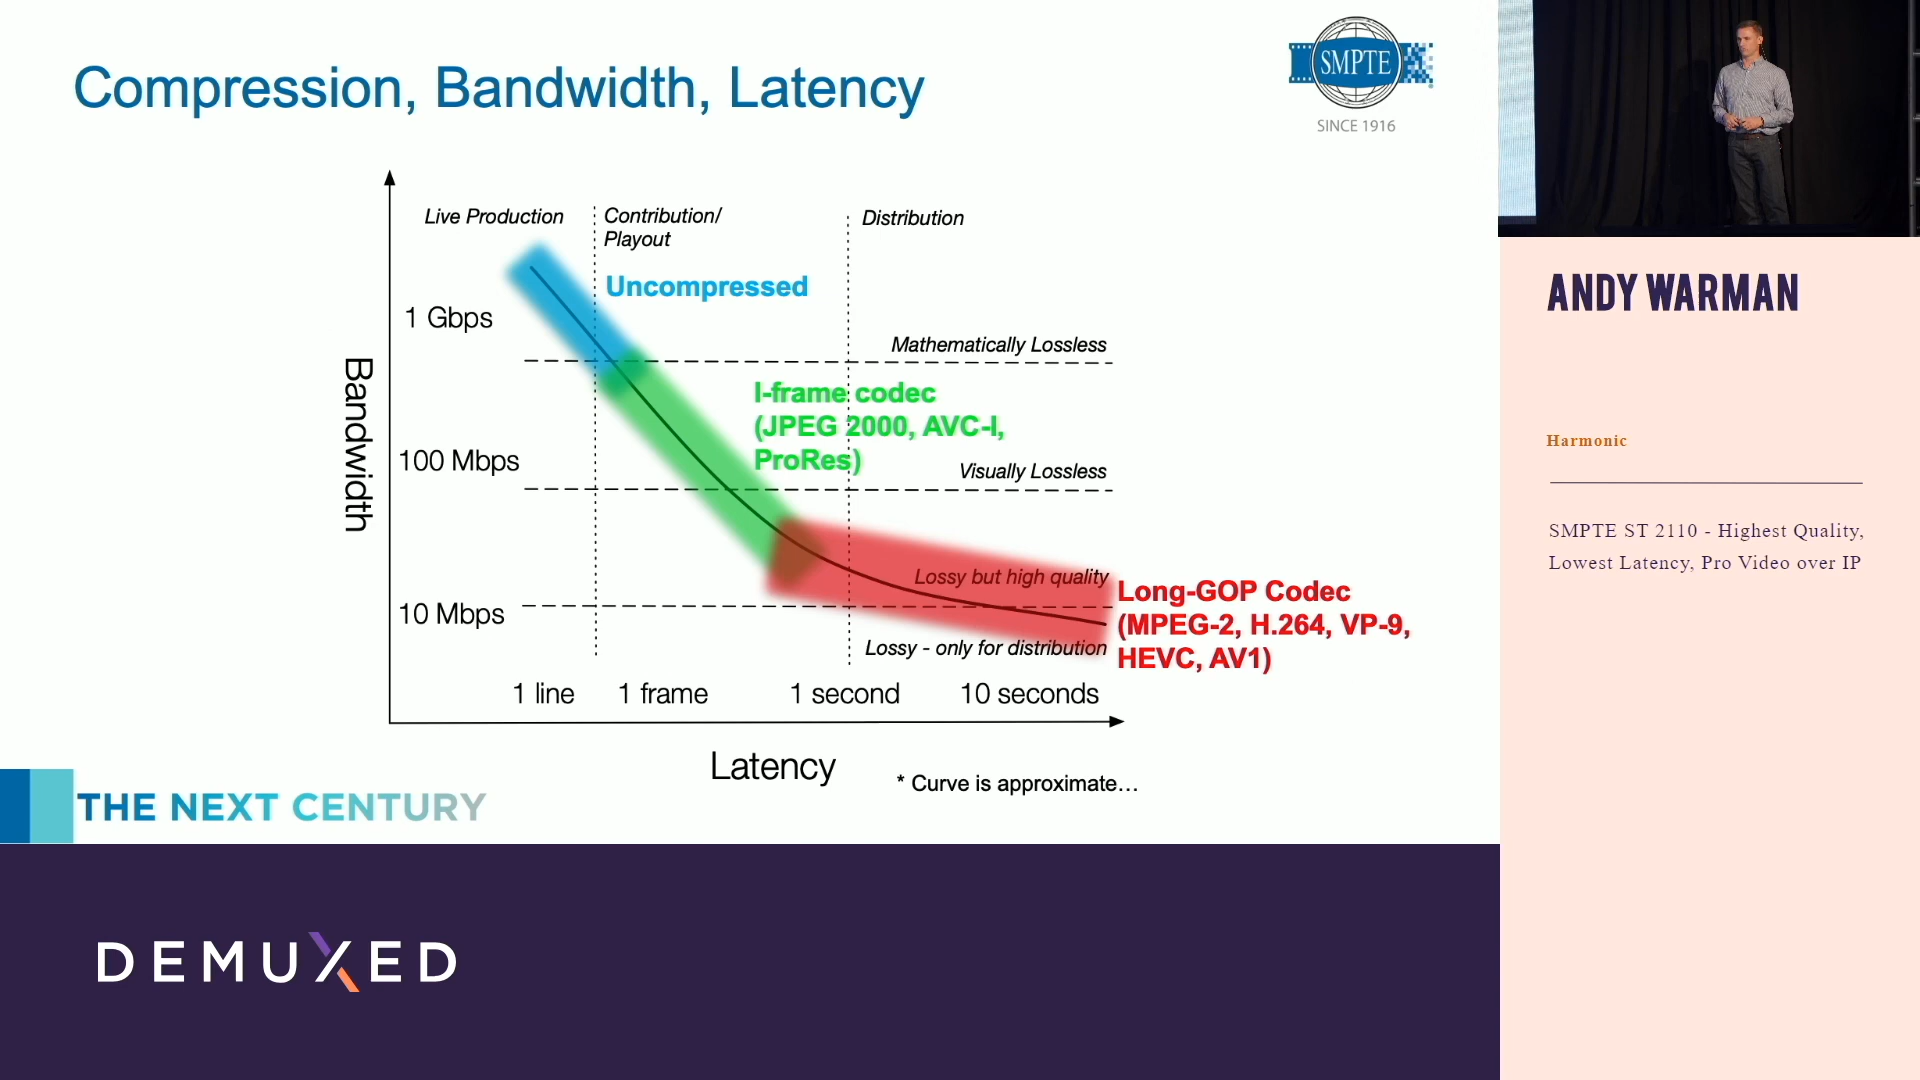 Compression, Bandwidth, Latency
SMPTE
SINCE 1916
Live Production
Contribution/
Playout
Distribution
Uncompressed
1 Gbps
Mathematically Lossless
I-frame codec
(JPEG 2000, AVC-I,
ProRes)
Bandwidth
100 Mbps
Visually Lossless
Lossy but high quality
Long-GOP Codec
(MPEG-2, H.264, VP-9,
HEVC, AV1)
10 Mbps
Lossy - only for distribution
1 line
1 frame
1 second
10 seconds
Latency
* Curve is approximate...
THE NEXT CENTURY
DEMUXED
ANDY WARMAN
Harmonic
SMPTE ST 2110 - Highest Quality,
Lowest Latency, Pro Video over IP